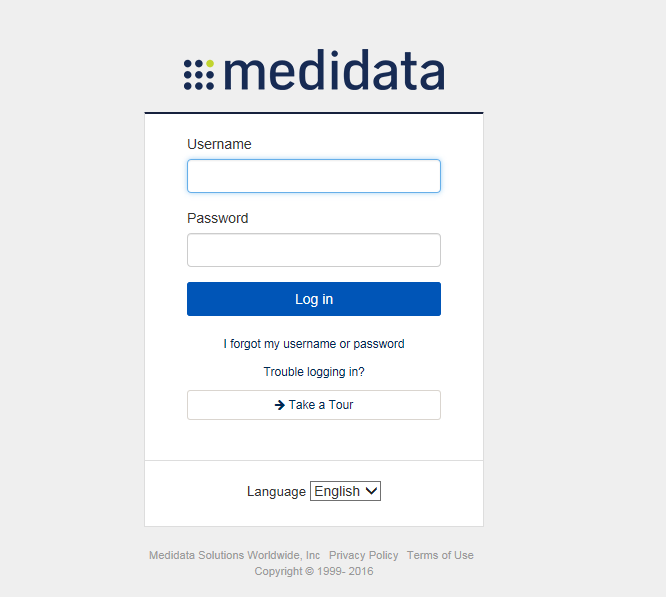 medidata
Username
Password
Log in
I forgot my username or password
Trouble logging in?
Take a Tour
Language English
Medidata Solutions Worldwide, Inc Privacy Policy Terms of Use
Copyright © 1999- 2016